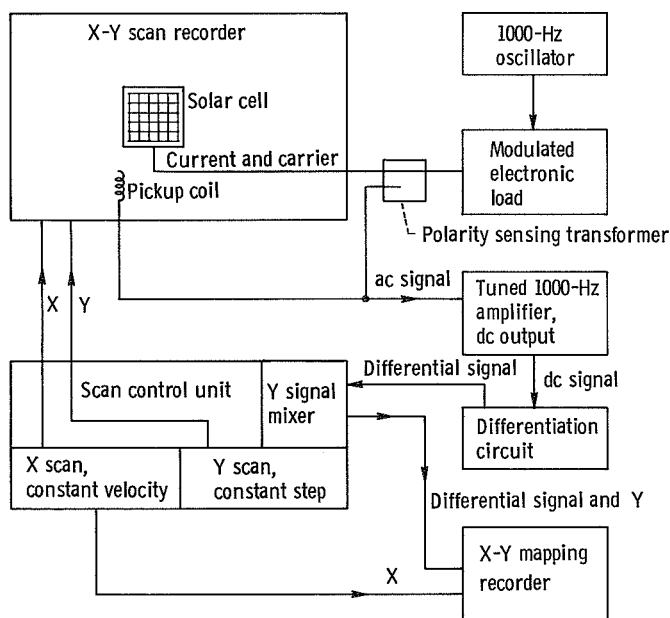 X-Y scan recorder
Solar cell
Current and carrier
Pickup coil
1000-Hz
oscillator
Modulated
electronic
load
Polarity sensing transformer
ac signal
Tuned 1000-Hz
amplifier,
dc output
X
Y
Differential signal
dc signal
Scan control unit
Y signal
mixer
Differentiation
circuit
X scan,
constant velocity
Y scan,
constant step
Differential signal and Y
X-Y mapping
recorder
X